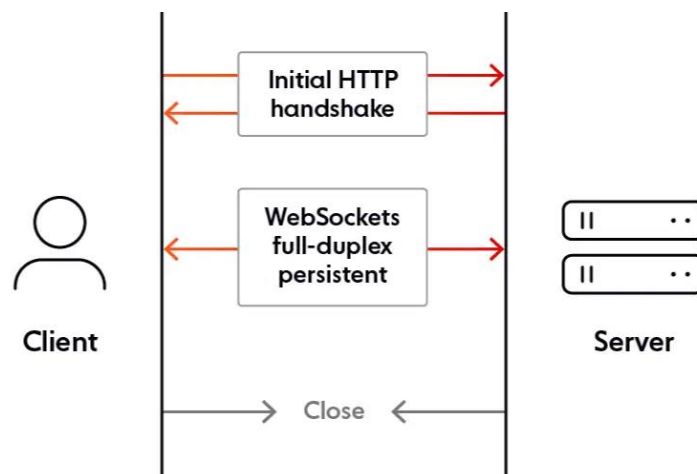 Initial HTTP
handshake
WebSockets
full-duplex
persistent
Client
Server
Close